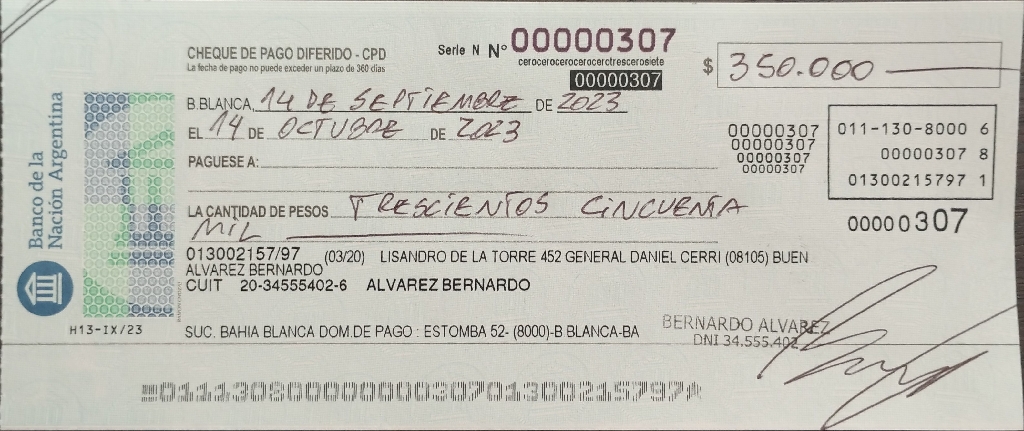 CHEQUE DE PAGO DIFERIDO - CPD
La fecha de pago no puede exceder un plazo de 360 días
Serie N Nº 00000307
cerocerocerocerocerotrescerosiete
00000307
$ 350.000
B.BLANCA, 14 DE SEPTIEMBRE DE 2023
EL 14 DE OCTUBRE DE 2023
PAGUESE A:
00000307
00000307
00000307
00000307
011-130-8000 6
00000307 8
01300215797 1
00000307
LA CANTIDAD DE PESOS TRESCIENTOS CINCUENTA
MIL
013002157/97 (03/20) LISANDRO DE LA TORRE 452 GENERAL DANIEL CERRI (08105) BUEN
ALVAREZ BERNARDO
CUIT 20-34555402-6 ALVAREZ BERNARDO
SUC. BAHIA BLANCA DOM.DE PAGO : ESTOMBA 52- (8000)-B BLANCA-BA
BERNARDO ALVAREZ
DNI 34.555.402
Banco de la
Nación Argentina
H13-IX/23